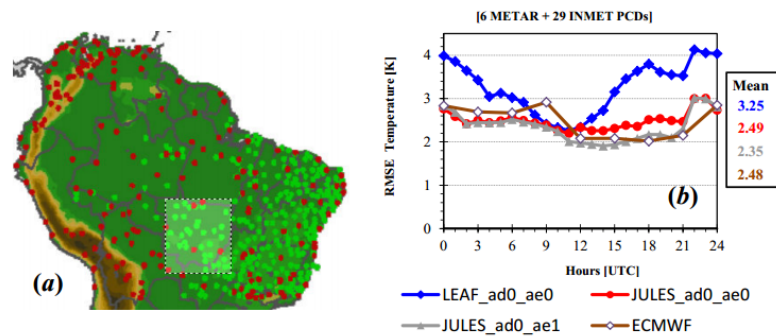 (a)
[6 METAR + 29 INMET PCDs]
RMSE Temperature [K]
4
3
2
1
0
(b)
0 3 6 9 12 15 18 21 24
Hours [UTC]
Mean
3.25
2.49
2.35
2.48
LEAF_ad0_ae0 JULES_ad0_ae0
JULES_ad0_ae1 ECMWF